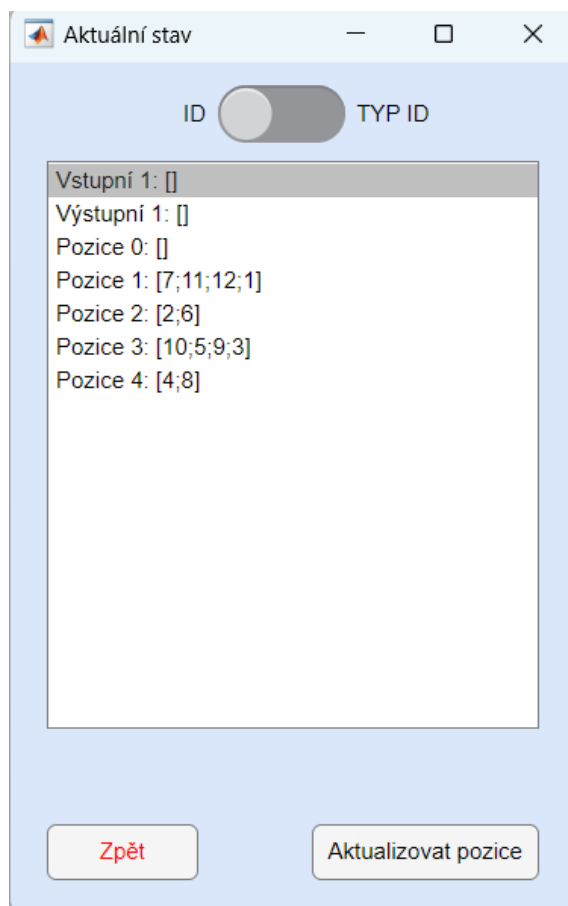 Aktuální stav
ID TYP ID
Vstupní 1: []
Výstupní 1: []
Pozice 0: []
Pozice 1: [7;11;12;1]
Pozice 2: [2;6]
Pozice 3: [10;5;9;3]
Pozice 4: [4;8]
Zpět Aktualizovat pozice